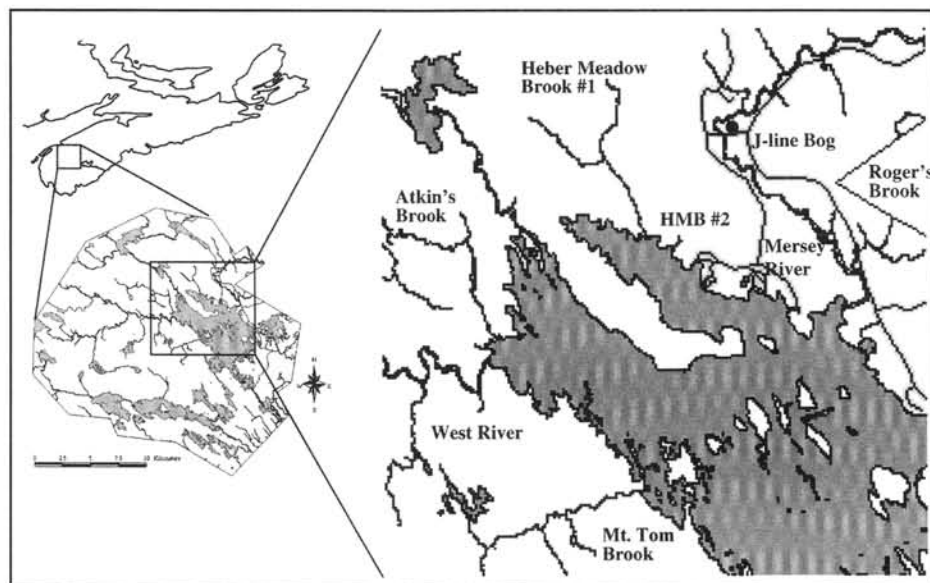 Heber Meadow
Brook #1
J-line Bog
Roger's
Brook
Atkin's
Brook
HMB #2
Mersey
River
West River
Mt. Tom
Brook